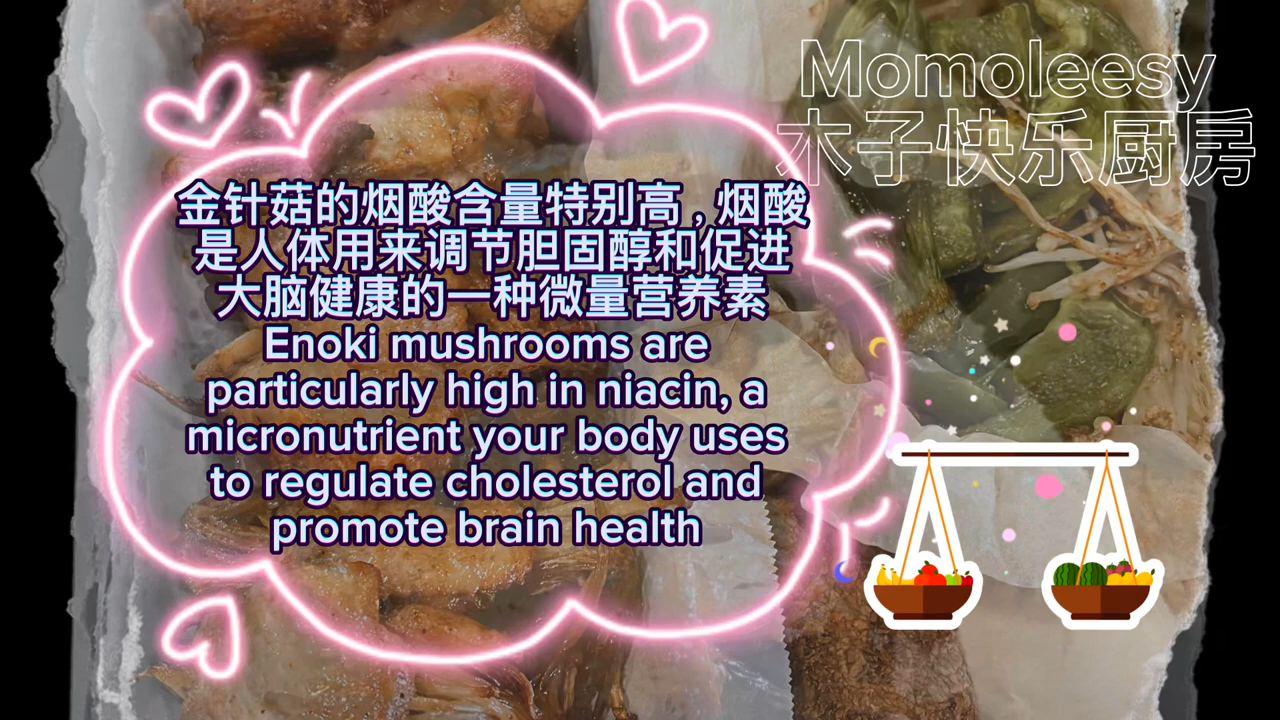 Momoleesy
木子快乐厨房
金针菇的烟酸含量特别高，烟酸
是人体用来调节胆固醇和促进
大脑健康的一种微量营养素
Enoki mushrooms are
particularly high in niacin, a
micronutrient your body uses
to regulate cholesterol and
promote brain health